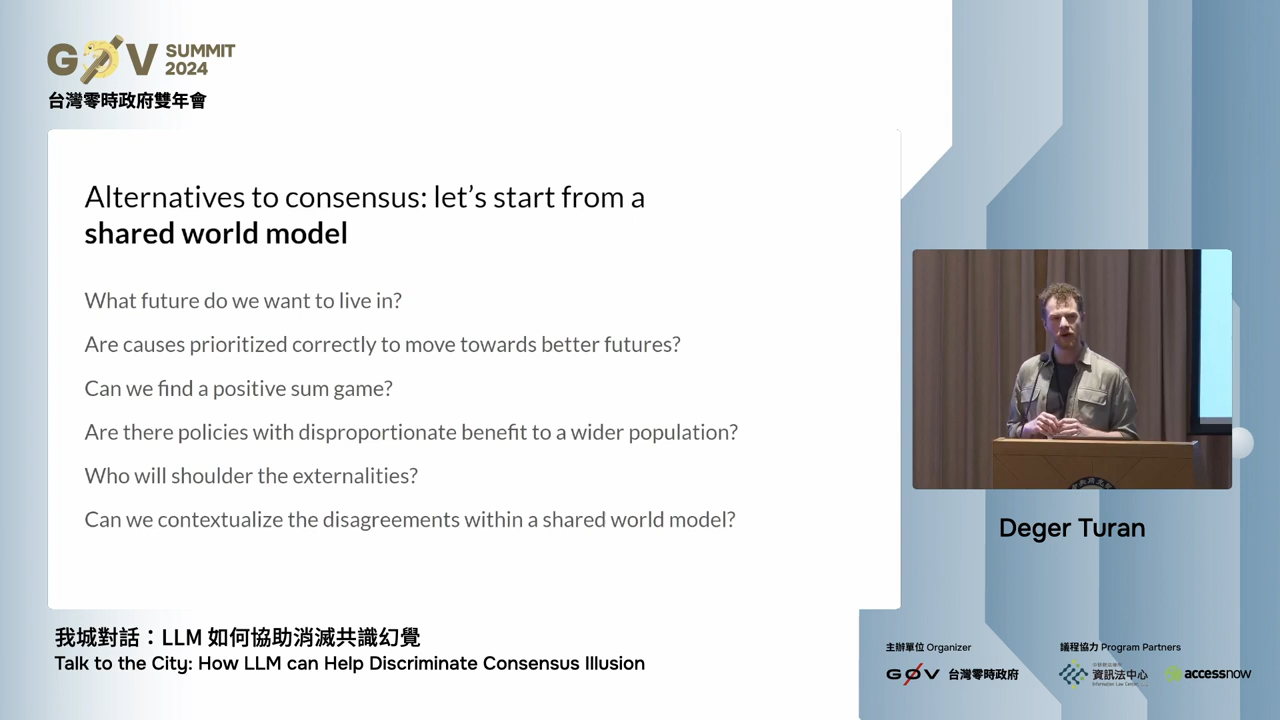 G0V SUMMIT
2024
台灣零時政府雙年會
Alternatives to consensus: let’s start from a
shared world model
What future do we want to live in?
Are causes prioritized correctly to move towards better futures?
Can we find a positive sum game?
Are there policies with disproportionate benefit to a wider population?
Who will shoulder the externalities?
Can we contextualize the disagreements within a shared world model?
Deger Turan
我城對話：LLM 如何協助消滅共識幻覺
Talk to the City: How LLM can Help Discriminate Consensus Illusion
主辦單位 Organizer
G0V 台灣零時政府
議程協力 Program Partners
資訊法中心
Information Law Center
accessnow